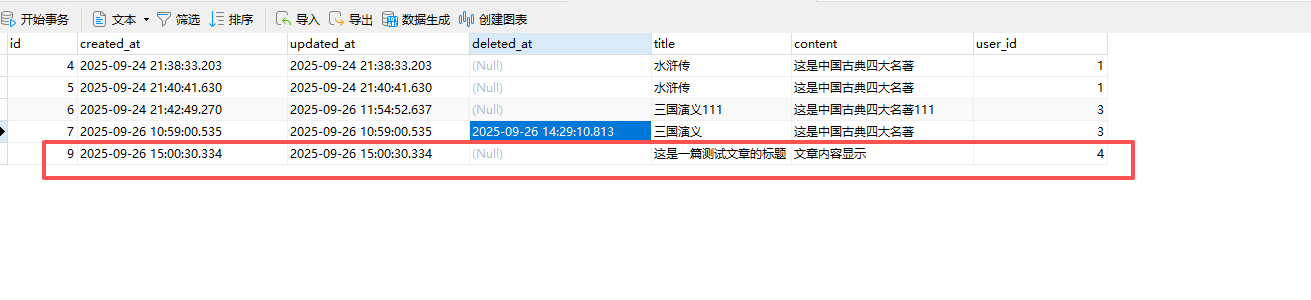 开始事务 文本 筛选 排序 导入 导出 数据生成 创建图表
id created_at updated_at deleted_at title content user_id
4 2025-09-24 21:38:33.203 2025-09-24 21:38:33.203 (Null) 水浒传 这是中国古典四大名著 1
5 2025-09-24 21:40:41.630 2025-09-24 21:40:41.630 (Null) 水浒传 这是中国古典四大名著 1
6 2025-09-24 21:42:49.270 2025-09-26 11:54:52.637 (Null) 三国演义111 这是中国古典四大名著111 3
7 2025-09-26 10:59:00.535 2025-09-26 10:59:00.535 2025-09-26 14:29:10.813 三国演义 这是中国古典四大名著 3
9 2025-09-26 15:00:30.334 2025-09-26 15:00:30.334 (Null) 这是一篇测试文章的标题 文章内容显示 4